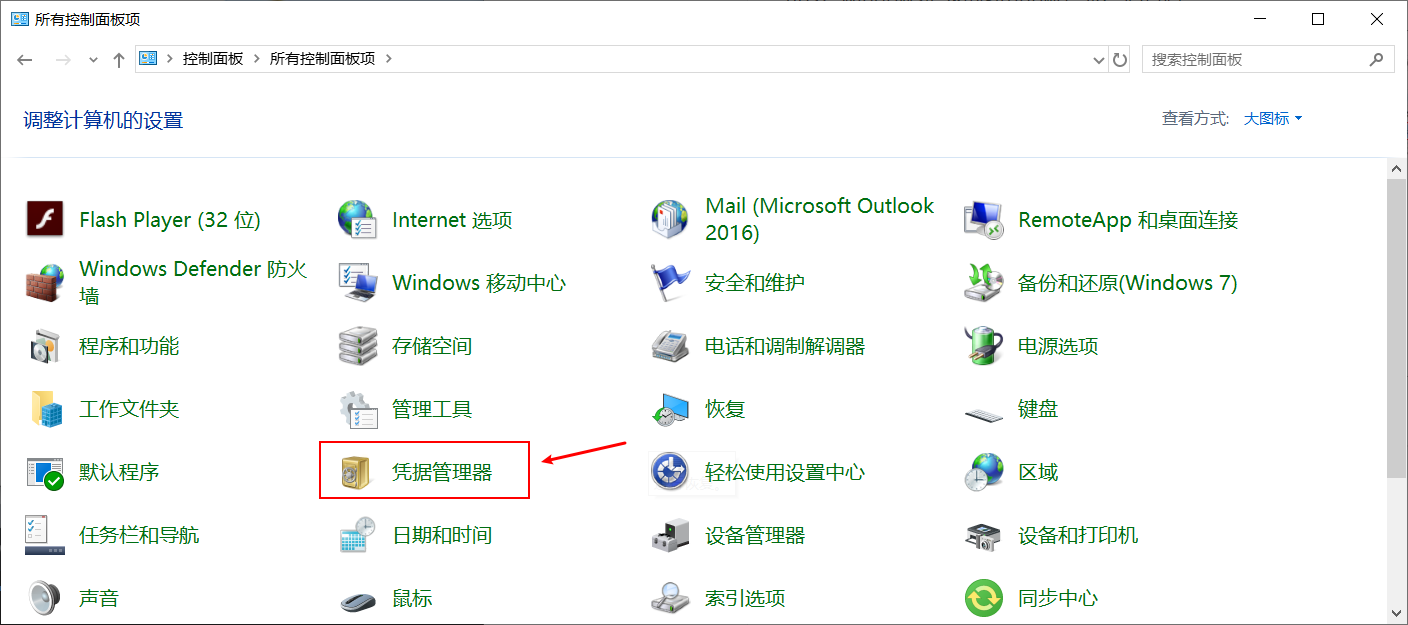 所有控制面板项
控制面板 所有控制面板项
搜索控制面板
调整计算机的设置
查看方式: 大图标
Flash Player (32 位)
Internet 选项
Mail (Microsoft Outlook
2016)
RemoteApp 和桌面连接
Windows Defender 防火
墙
Windows 移动中心
安全和维护
备份和还原(Windows 7)
程序和功能
存储空间
电话和调制解调器
电源选项
工作文件夹
管理工具
恢复
键盘
默认程序
凭据管理器
轻松使用设置中心
区域
任务栏和导航
日期和时间
设备管理器
设备和打印机
声音
鼠标
索引选项
同步中心